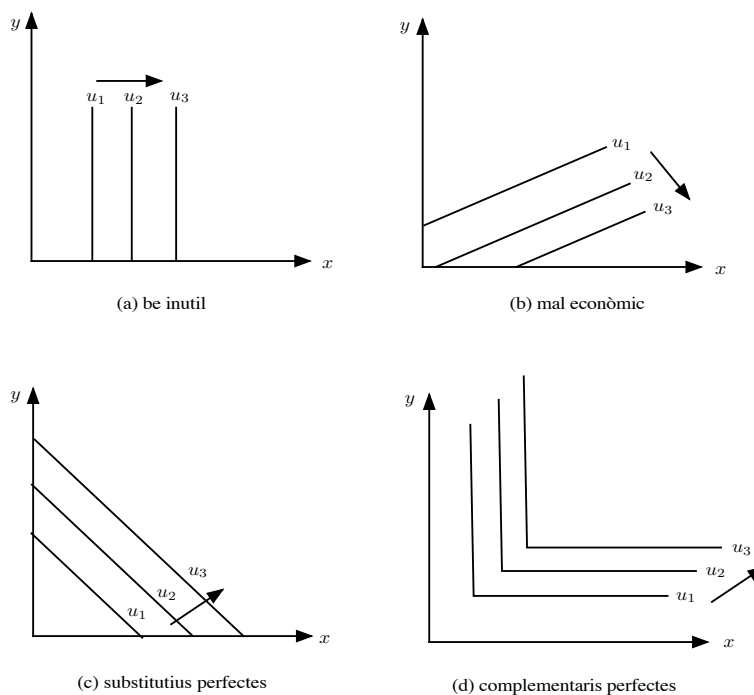 y
u₁ u₂ u₃
x
(a) be inutil
y
u₁
u₂
u₃
x
(b) mal econòmic
y
u₃
u₂
u₁
x
(c) substitutius perfectes
y
u₃
u₂
u₁
x
(d) complementaris perfectes